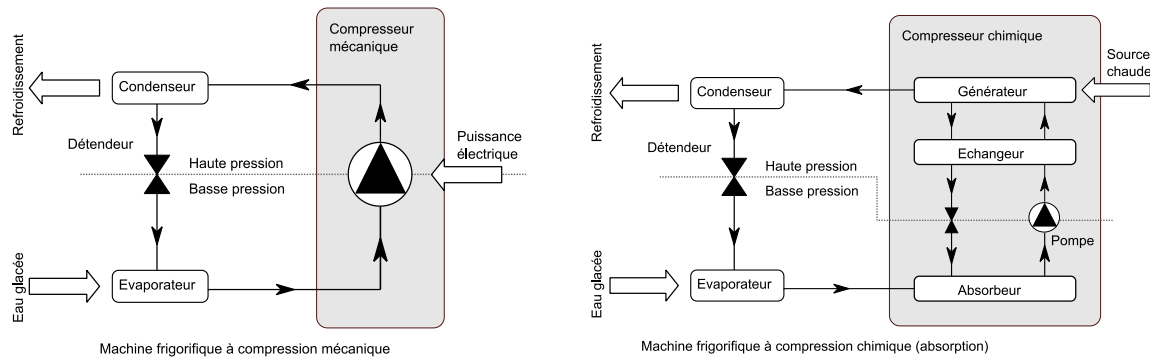 Compresseur
mécanique
Refroidissement
Condenseur
Détendeur
Haute pression
Basse pression
Puissance
électrique
Eau glacée
Evaporateur
Machine frigorifique à compression mécanique
Compresseur chimique
Source
chaude
Refroidissement
Condenseur
Générateur
Détendeur
Haute pression
Basse pression
Echangeur
Pompe
Eau glacée
Evaporateur
Absorbeur
Machine frigorifique à compression chimique (absorption)